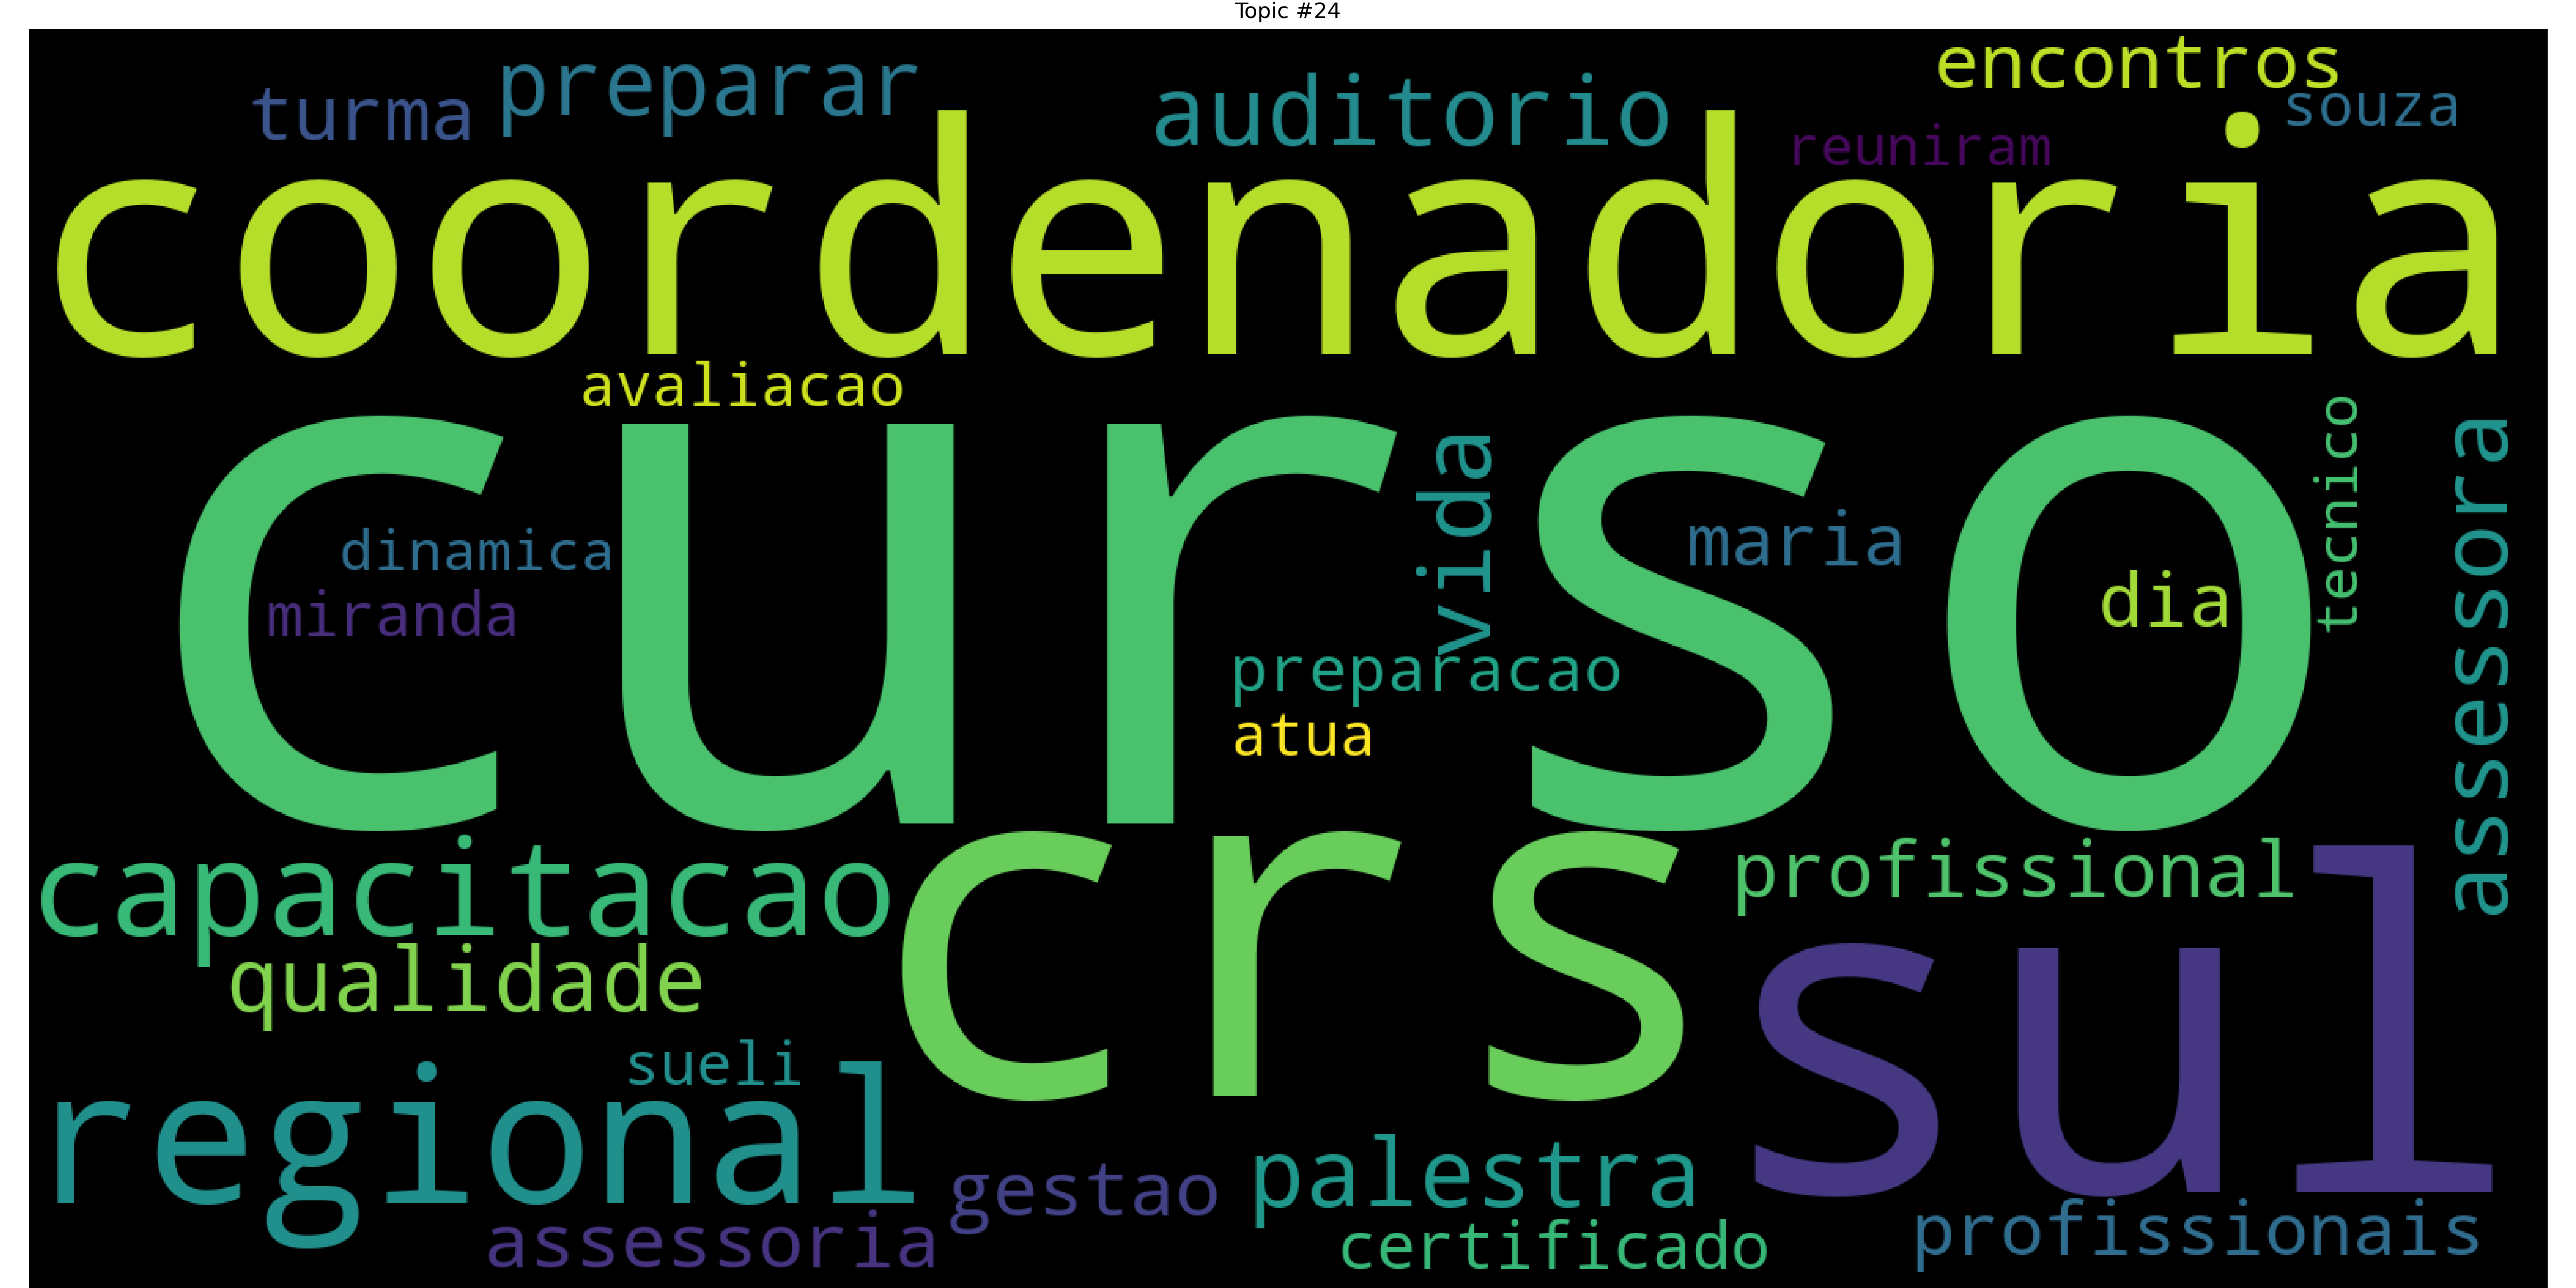 Topic #24
encontros
turma
preparar
auditorio
souza
reuniram
coordenadoria
avaliacao
curso
vida
tecnico
assessora
dinamica
maria
miranda
dia
preparacao
atua
capacitacao
crs
profissional
sul
qualidade
sueli
regional
gestao
palestra
assessoria
certificado
profissionais